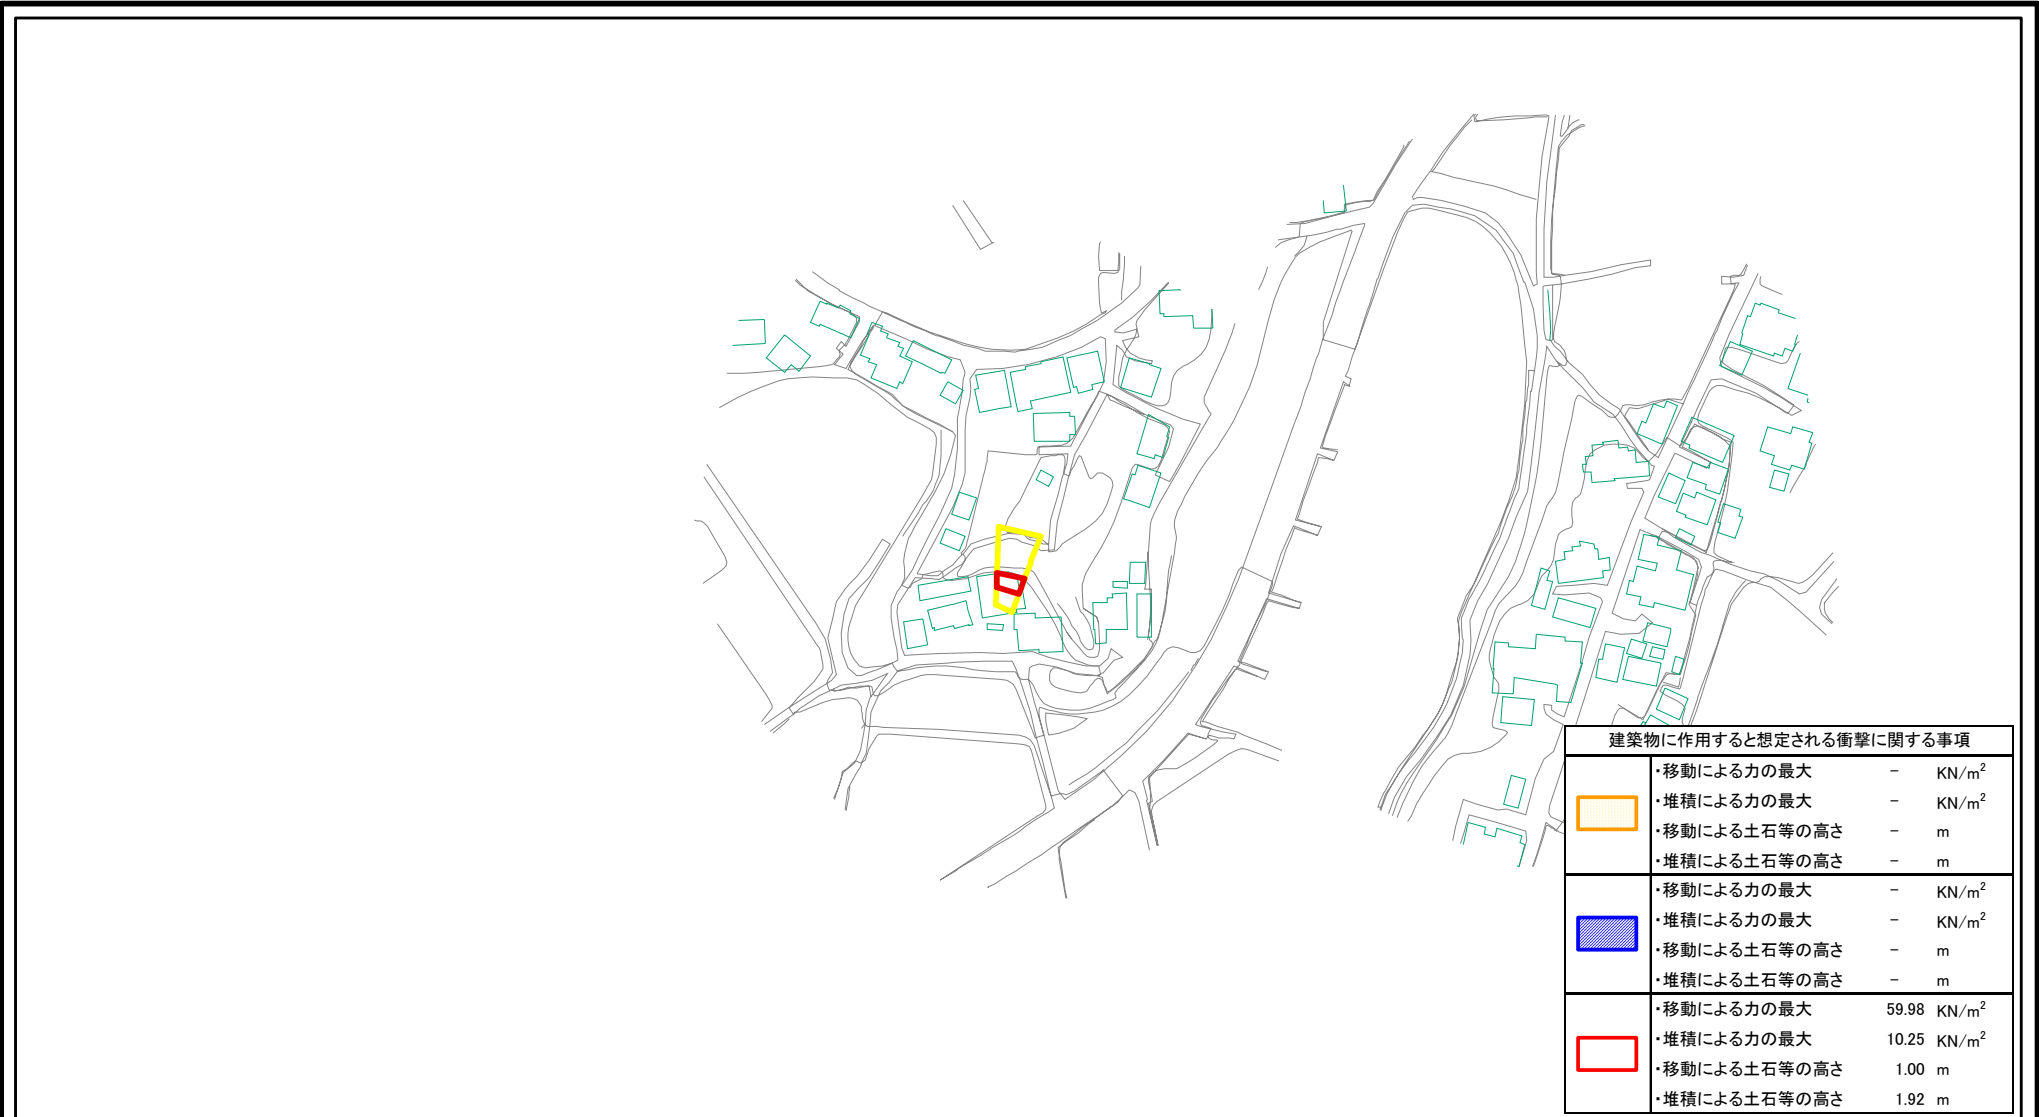 建築物に作用すると想定される衝撃に関する事項
・移動による力の最大 － KN/m²
・堆積による力の最大 － KN/m²
・移動による土石等の高さ － m
・堆積による土石等の高さ － m
・移動による力の最大 － KN/m²
・堆積による力の最大 － KN/m²
・移動による土石等の高さ － m
・堆積による土石等の高さ － m
・移動による力の最大 59.98 KN/m²
・堆積による力の最大 10.25 KN/m²
・移動による土石等の高さ 1.00 m
・堆積による土石等の高さ 1.92 m